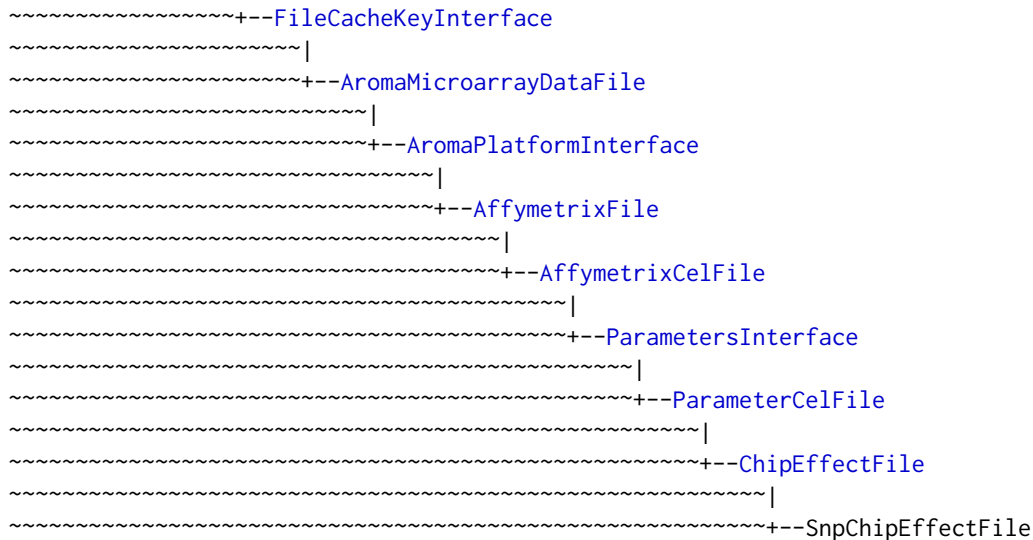 ~~~~~~~~~~~~~~~~~+--FileCacheKeyInterface
~~~~~~~~~~~~~~~~~~~~~~|
~~~~~~~~~~~~~~~~~~~~~~+--AromaMicroarrayDataFile
~~~~~~~~~~~~~~~~~~~~~~~~~~~|
~~~~~~~~~~~~~~~~~~~~~~~~~~~+--AromaPlatformInterface
~~~~~~~~~~~~~~~~~~~~~~~~~~~~~~~~|
~~~~~~~~~~~~~~~~~~~~~~~~~~~~~~~~+--AffymetrixFile
~~~~~~~~~~~~~~~~~~~~~~~~~~~~~~~~~~~~~|
~~~~~~~~~~~~~~~~~~~~~~~~~~~~~~~~~~~~~+--AffymetrixCelFile
~~~~~~~~~~~~~~~~~~~~~~~~~~~~~~~~~~~~~~~~~~|
~~~~~~~~~~~~~~~~~~~~~~~~~~~~~~~~~~~~~~~~~~+--ParametersInterface
~~~~~~~~~~~~~~~~~~~~~~~~~~~~~~~~~~~~~~~~~~~~~~~|
~~~~~~~~~~~~~~~~~~~~~~~~~~~~~~~~~~~~~~~~~~~~~~~+--ParameterCelFile
~~~~~~~~~~~~~~~~~~~~~~~~~~~~~~~~~~~~~~~~~~~~~~~~~~~~|
~~~~~~~~~~~~~~~~~~~~~~~~~~~~~~~~~~~~~~~~~~~~~~~~~~~~+--ChipEffectFile
~~~~~~~~~~~~~~~~~~~~~~~~~~~~~~~~~~~~~~~~~~~~~~~~~~~~~~~~~|
~~~~~~~~~~~~~~~~~~~~~~~~~~~~~~~~~~~~~~~~~~~~~~~~~~~~~~~~~+--SnpChipEffectFile